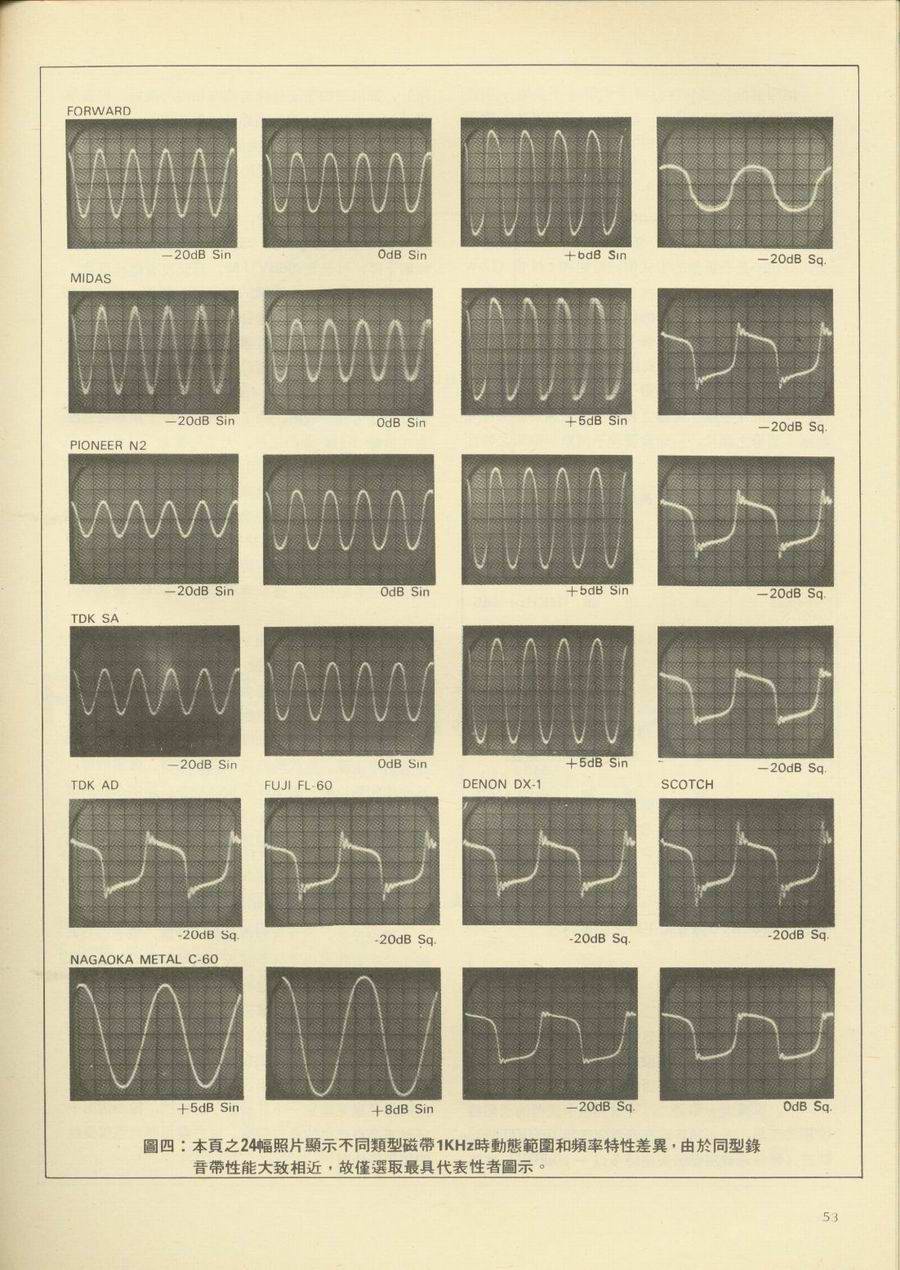 FORWARD
—20dB Sin
0dB Sin
+6dB Sin
—20dB Sq.
MIDAS
—20dB Sin
0dB Sin
+5dB Sin
—20dB Sq.
PIONEER N2
—20dB Sin
0dB Sin
+5dB Sin
—20dB Sq.
TDK SA
—20dB Sin
0dB Sin
+5dB Sin
—20dB Sq.
TDK AD
FUJI FL-60
DENON DX-1
SCOTCH
-20dB Sq.
-20dB Sq.
-20dB Sq.
-20dB Sq.
NAGAOKA METAL C-60
+5dB Sin
+8dB Sin
—20dB Sq.
0dB Sq.
圖四：本頁之24幅照片顯示不同類型磁帶1KHz時動態範圍和頻率特性差異，由於同型錄
音帶性能大致相近，故僅選取最具代表性者圖示。
53